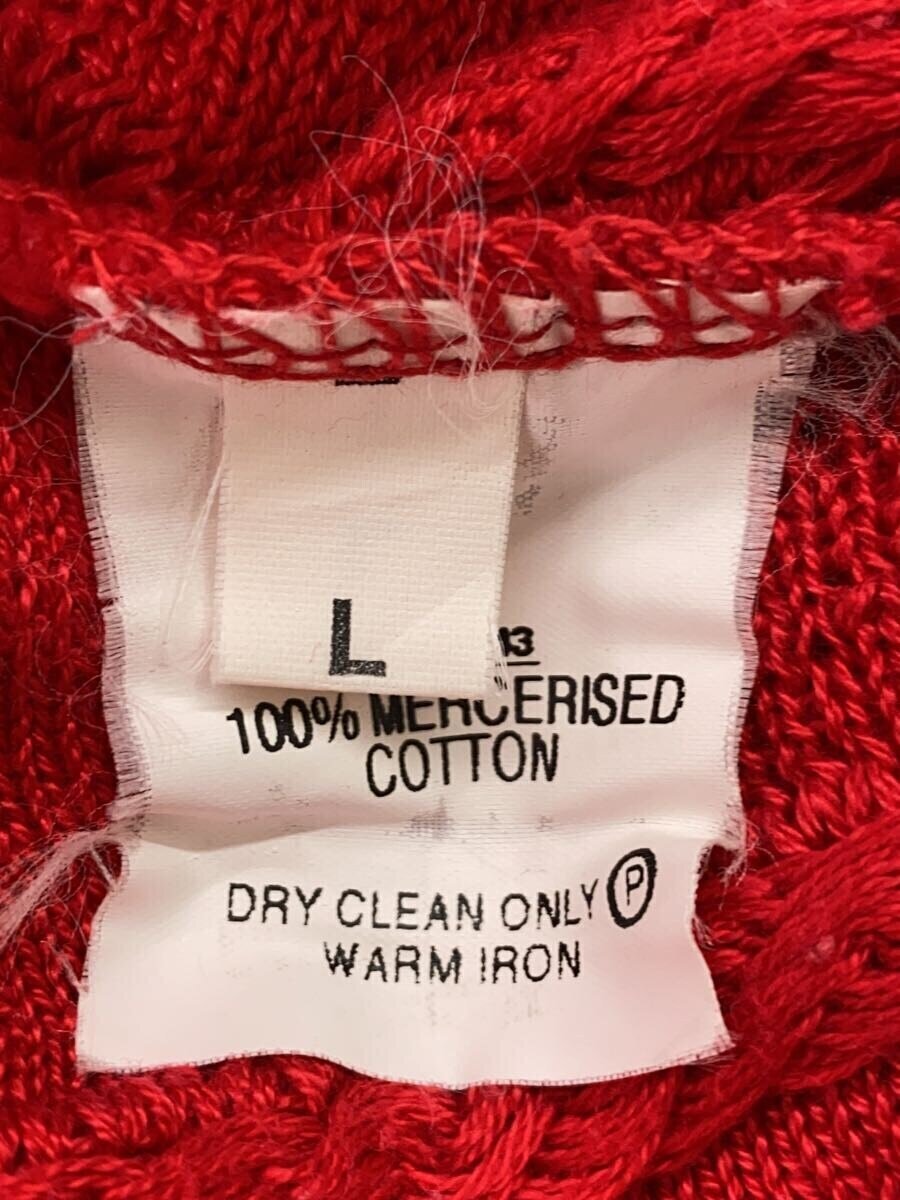 L
100% MERCERISED
COTTON
DRY CLEAN ONLY Ⓟ
WARM IRON